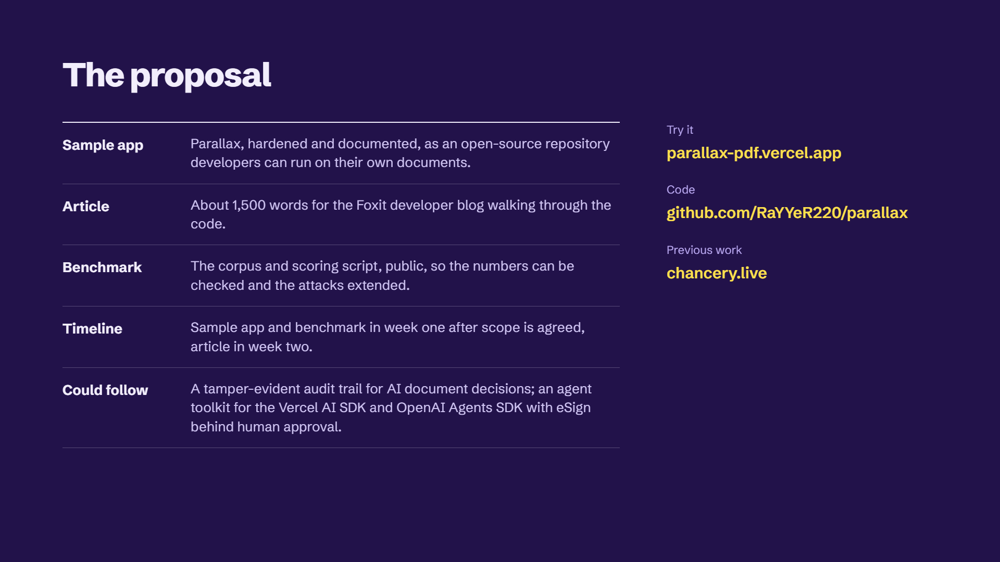 The proposal
Sample app
Parallax, hardened and documented, as an open-source repository
developers can run on their own documents.
Article
About 1,500 words for the Foxit developer blog walking through the
code.
Benchmark
The corpus and scoring script, public, so the numbers can be
checked and the attacks extended.
Timeline
Sample app and benchmark in week one after scope is agreed,
article in week two.
Could follow
A tamper-evident audit trail for AI document decisions; an agent
toolkit for the Vercel AI SDK and OpenAI Agents SDK with eSign
behind human approval.
Try it
parallax-pdf.vercel.app
Code
github.com/RaYYeR220/parallax
Previous work
chancery.live